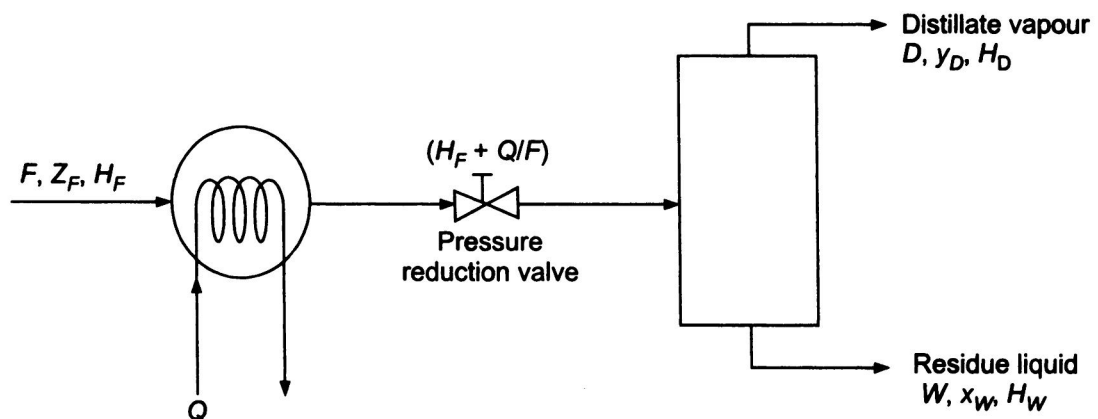 Distillate vapour
D, y_D, H_D
F, Z_F, H_F
(H_F + Q/F)
Pressure
reduction valve
Residue liquid
W, x_W, H_W
Q